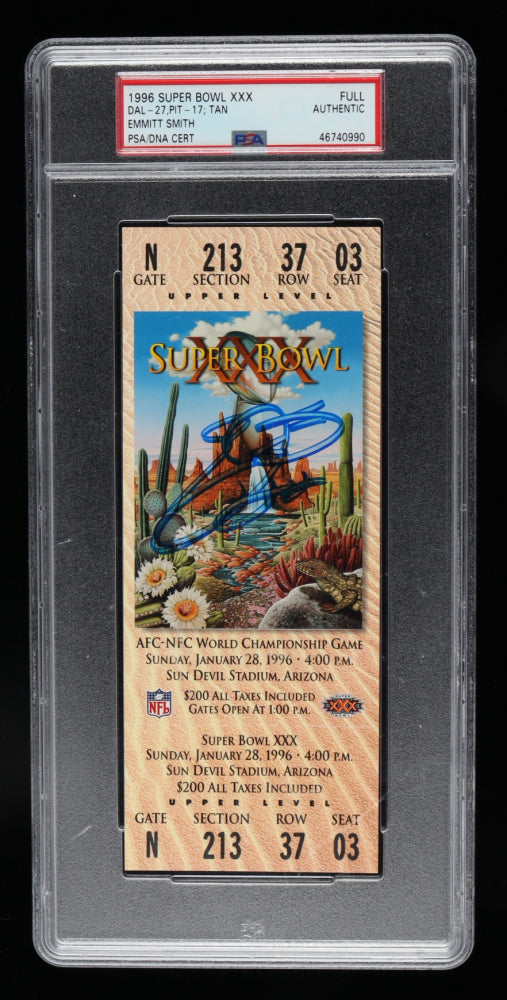 1996 SUPER BOWL XXX FULL
DAL-27,PIT-17; TAN AUTHENTIC
EMMITT SMITH
PSA/DNA CERT PSA 46740990
N 213 37 03
GATE SECTION ROW SEAT
UPPER LEVEL
XXX
SUPER BOWL
AFC-NFC WORLD CHAMPIONSHIP GAME
SUNDAY, JANUARY 28, 1996 • 4:00 P.M.
SUN DEVIL STADIUM, ARIZONA
NFL $200 ALL TAXES INCLUDED XXX
GATES OPEN AT 1:00 P.M.
SUPER BOWL XXX
SUNDAY, JANUARY 28, 1996 • 4:00 P.M.
SUN DEVIL STADIUM, ARIZONA
$200 ALL TAXES INCLUDED
UPPER LEVEL
GATE SECTION ROW SEAT
N 213 37 03